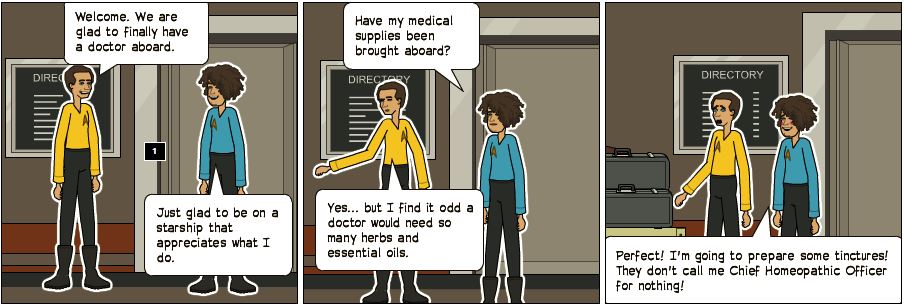 Welcome. We are
glad to finally have
a doctor aboard.
DIRECTORY
1
Just glad to be on a
starship that
appreciates what I
do.
Have my medical
supplies been
brought aboard?
DIRECTORY
Yes... but I find it odd a
doctor would need so
many herbs and
essential oils.
DIRECTORY
Perfect! I'm going to prepare some tinctures!
They don't call me Chief Homeopathic Officer
for nothing!